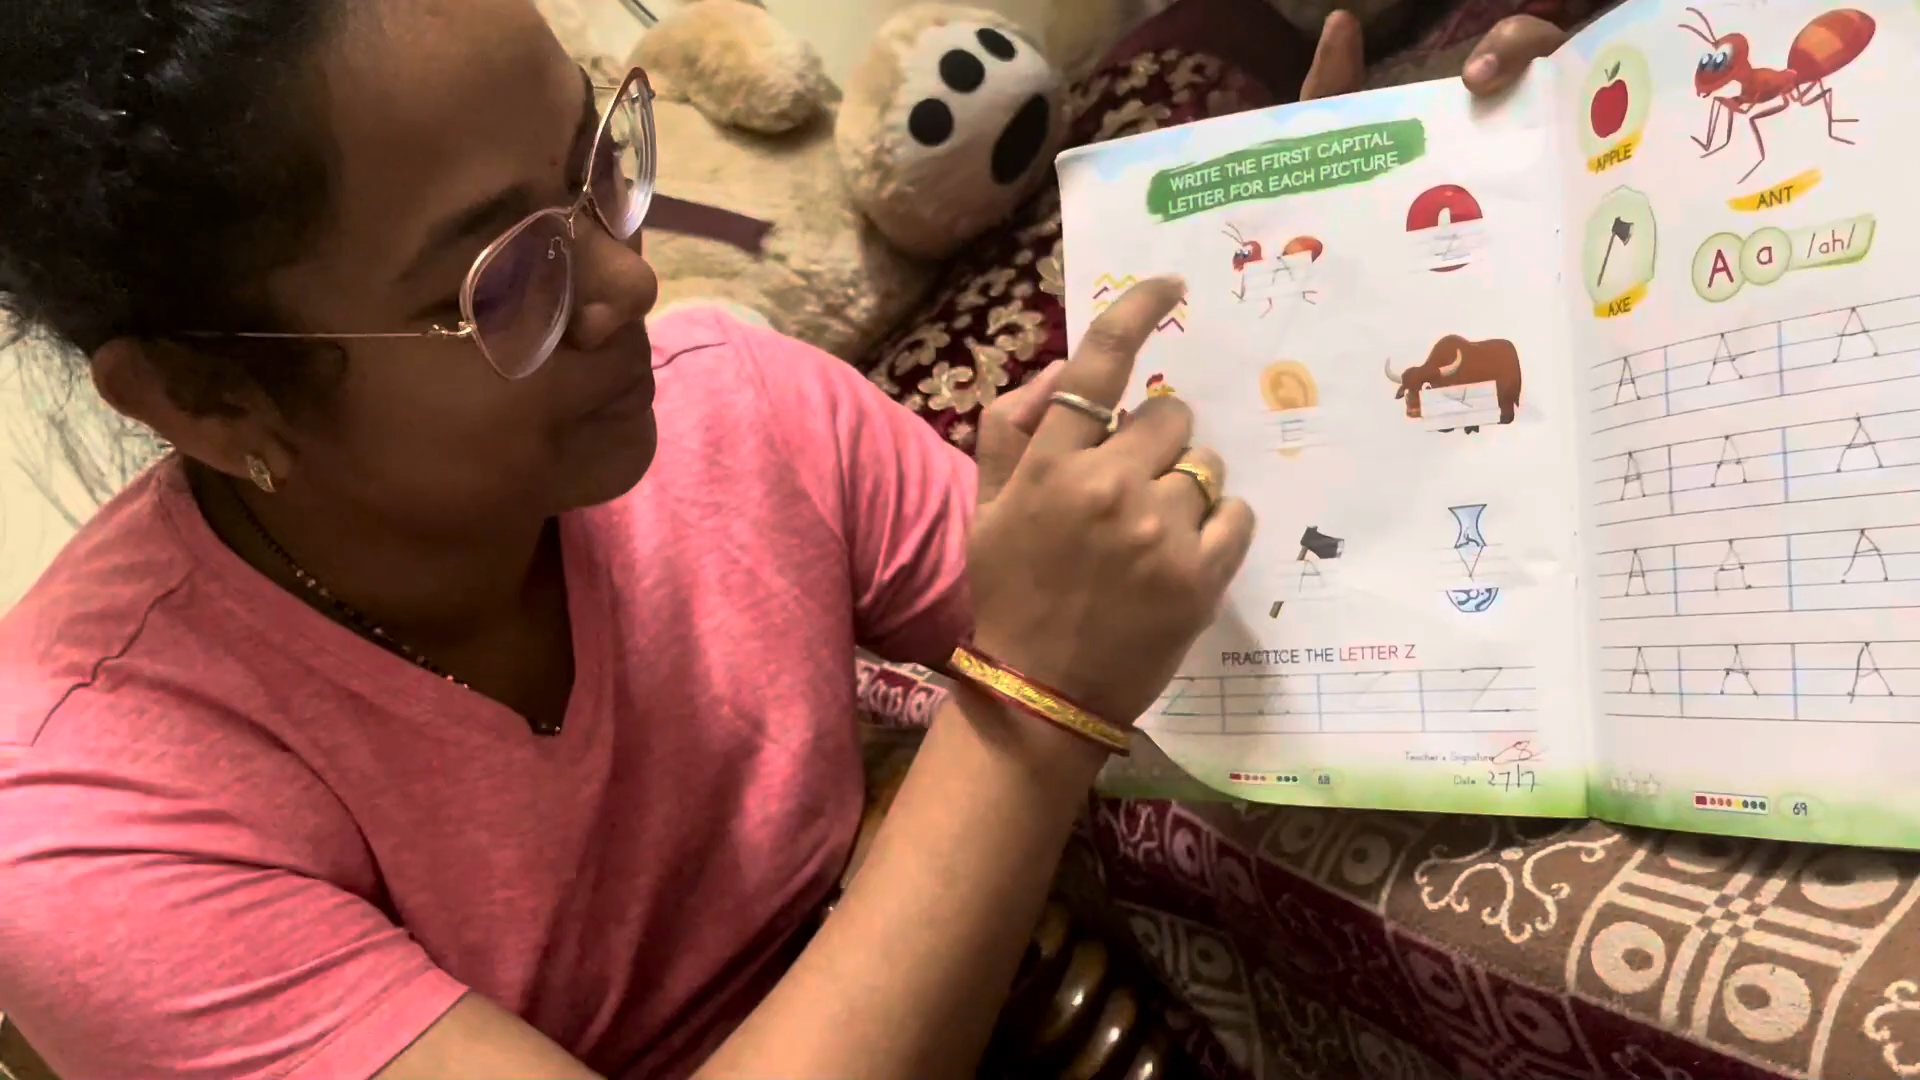 WRITE THE FIRST CAPITAL
LETTER FOR EACH PICTURE
A
Z
E
Y
A
V
PRACTICE THE LETTER Z
Z Z Z Z
Teacher's Signature
Date 27/7
68
APPLE
ANT
AXE
A a /ah/
A A A
A A A
A A A
A A A
69